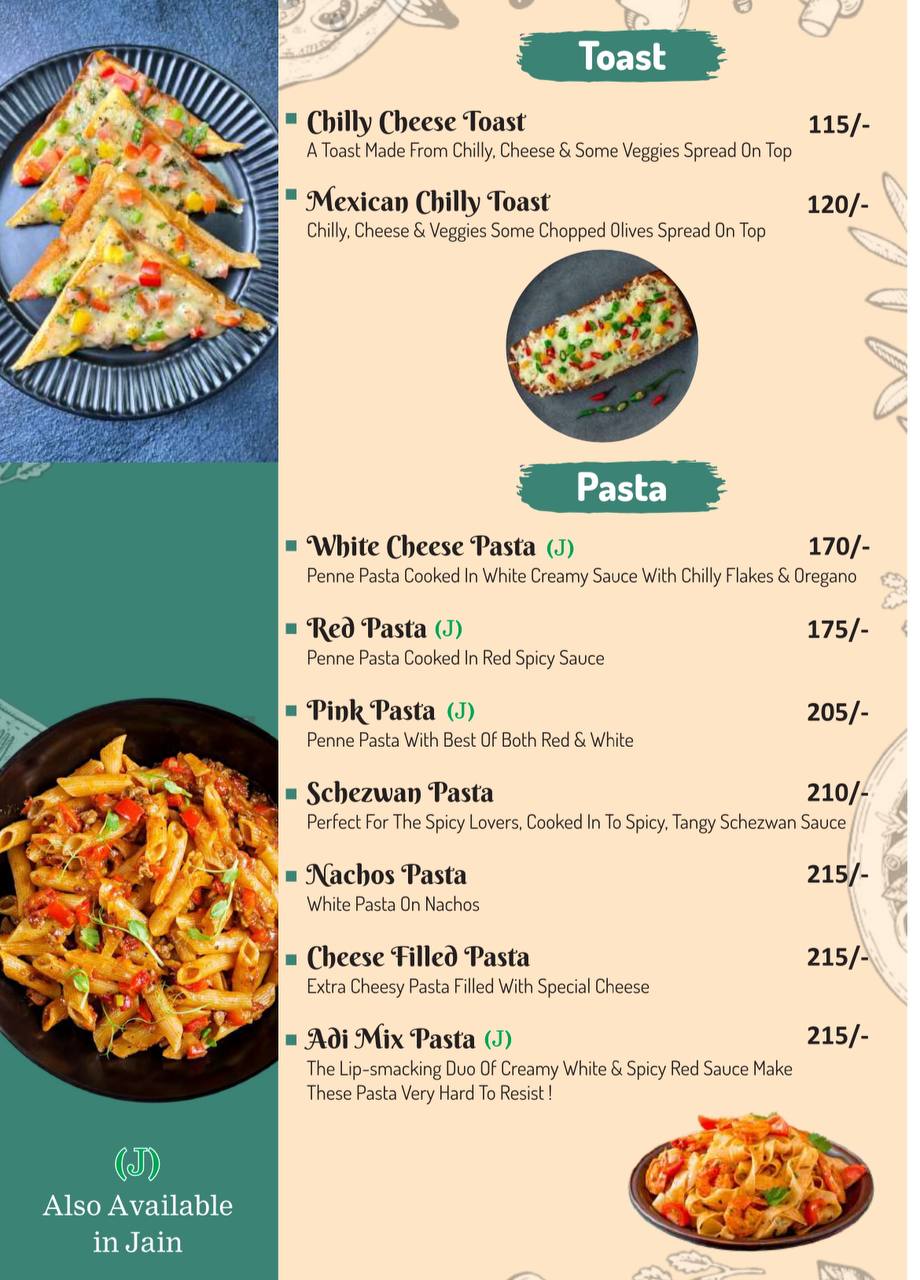 Toast
Chilly Cheese Toast 115/-
A Toast Made From Chilly, Cheese & Some Veggies Spread On Top
Mexican Chilly Toast 120/-
Chilly, Cheese & Veggies Some Chopped Olives Spread On Top
Pasta
White Cheese Pasta (J) 170/-
Penne Pasta Cooked In White Creamy Sauce With Chilly Flakes & Oregano
Red Pasta (J) 175/-
Penne Pasta Cooked In Red Spicy Sauce
Pink Pasta (J) 205/-
Penne Pasta With Best Of Both Red & White
Schezwan Pasta 210/-
Perfect For The Spicy Lovers, Cooked In To Spicy, Tangy Schezwan Sauce
Nachos Pasta 215/-
White Pasta On Nachos
Cheese Filled Pasta 215/-
Extra Cheesy Pasta Filled With Special Cheese
Adi Mix Pasta (J) 215/-
The Lip-smacking Duo Of Creamy White & Spicy Red Sauce Make
These Pasta Very Hard To Resist !
(J)
Also Available
in Jain